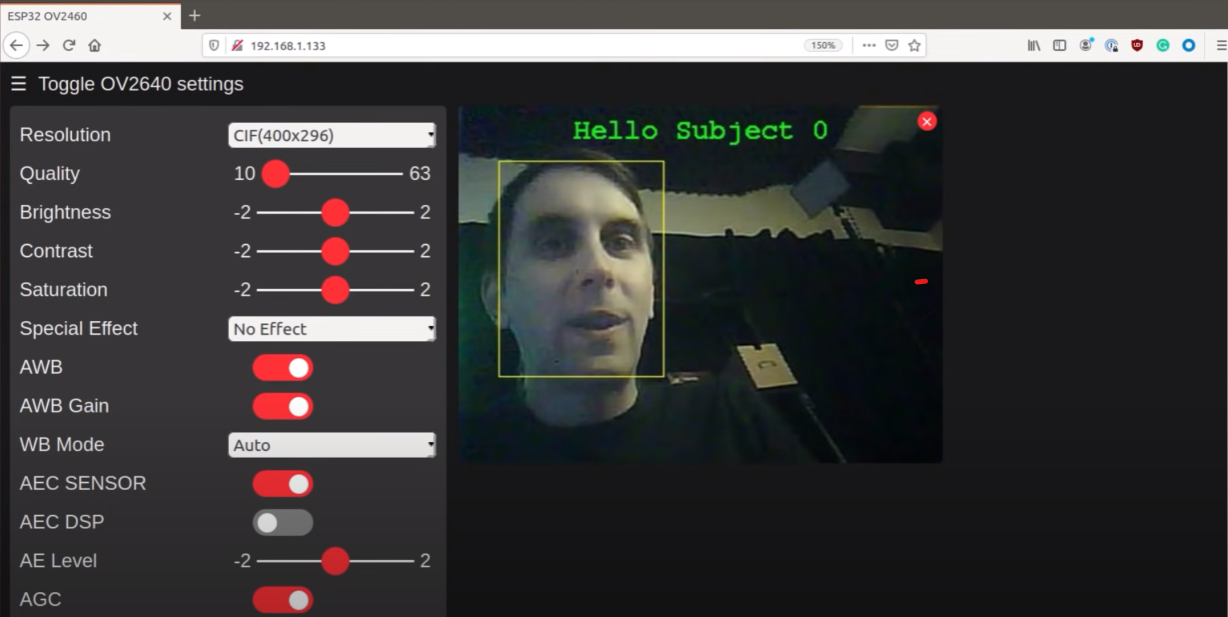 ESP32 OV2460
192.168.1.133
150%
Toggle OV2640 settings
Resolution CIF(400x296)
Quality 10 63
Brightness -2 2
Contrast -2 2
Saturation -2 2
Special Effect No Effect
AWB
AWB Gain
WB Mode Auto
AEC SENSOR
AEC DSP
AE Level -2 2
AGC
Hello Subject 0